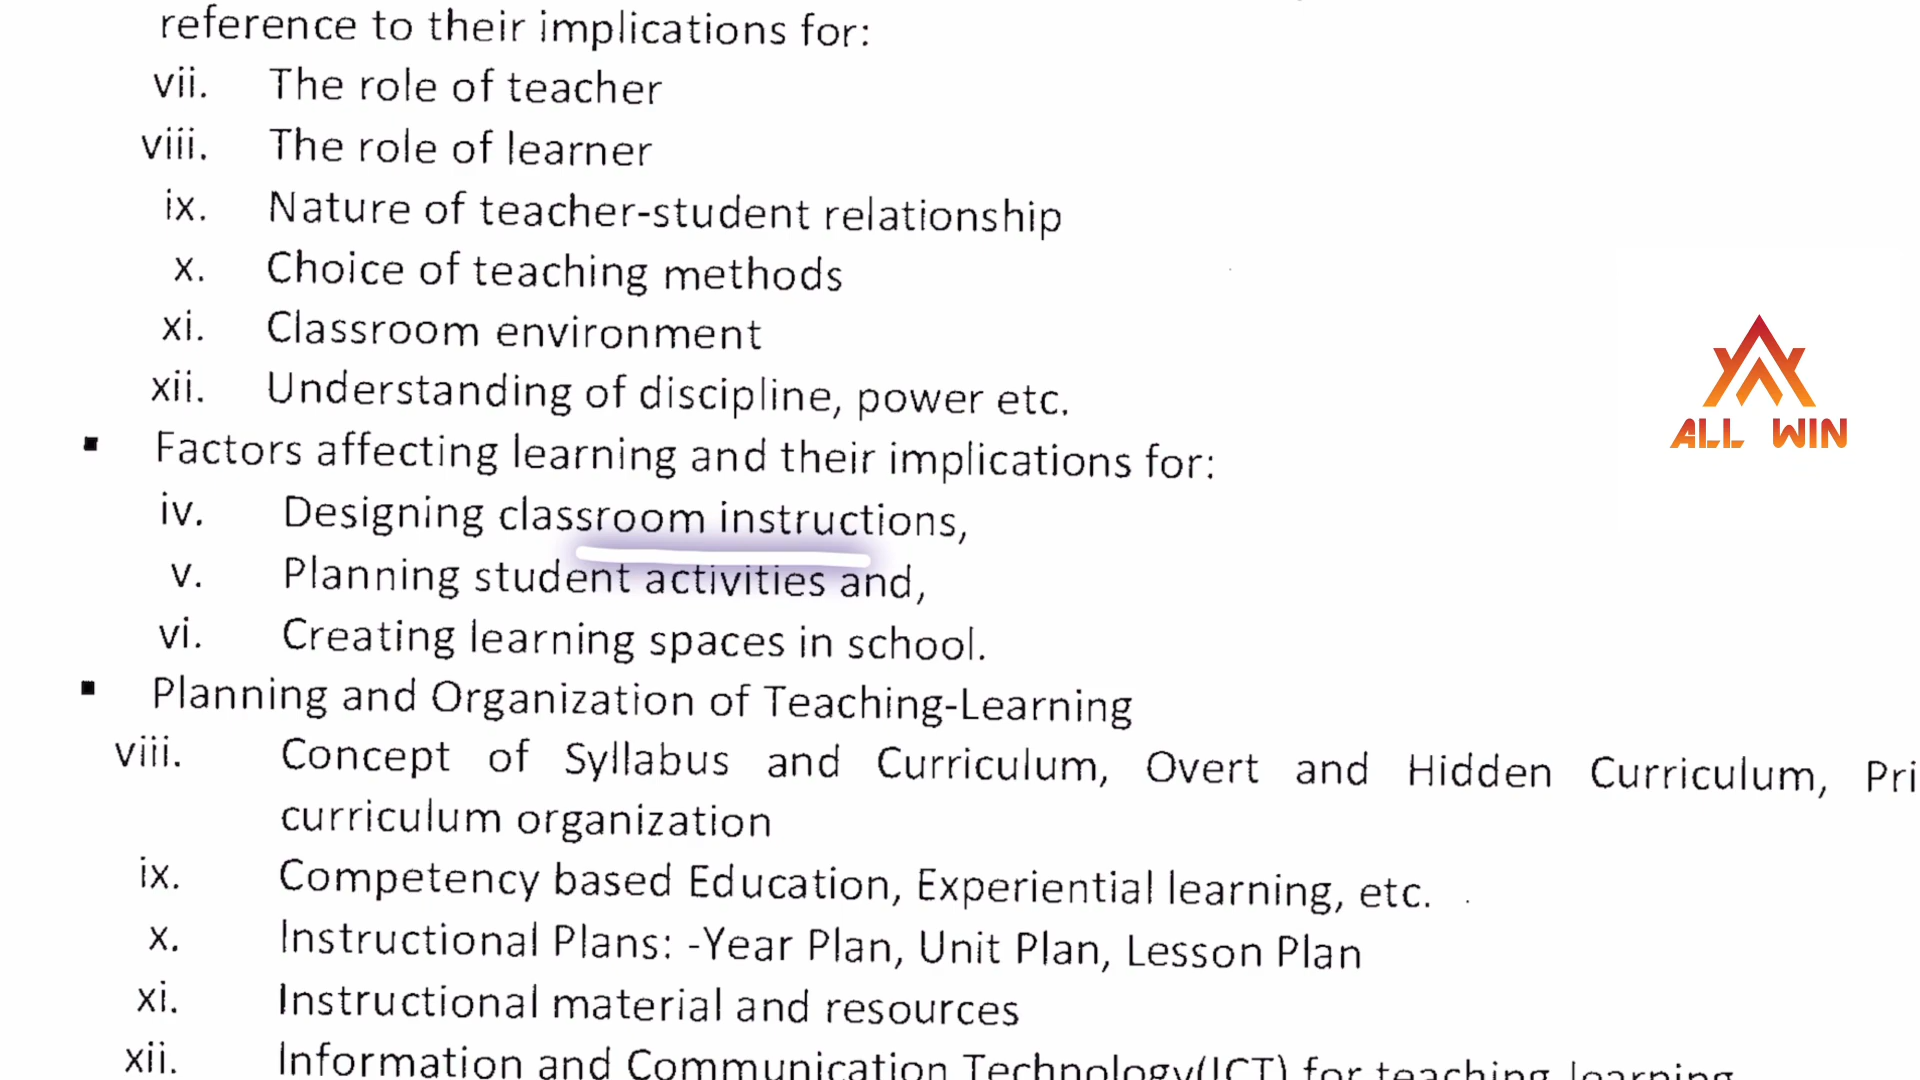 reference to their implications for:
vii. The role of teacher
viii. The role of learner
ix. Nature of teacher-student relationship
x. Choice of teaching methods
xi. Classroom environment
xii. Understanding of discipline, power etc.
▪ Factors affecting learning and their implications for:
iv. Designing classroom instructions,
v. Planning student activities and,
vi. Creating learning spaces in school.
▪ Planning and Organization of Teaching-Learning
viii. Concept of Syllabus and Curriculum, Overt and Hidden Curriculum, Pri
curriculum organization
ix. Competency based Education, Experiential learning, etc.
x. Instructional Plans: -Year Plan, Unit Plan, Lesson Plan
xi. Instructional material and resources
xii. Information and Communication Technology(ICT) for teaching-learning
ALL WIN